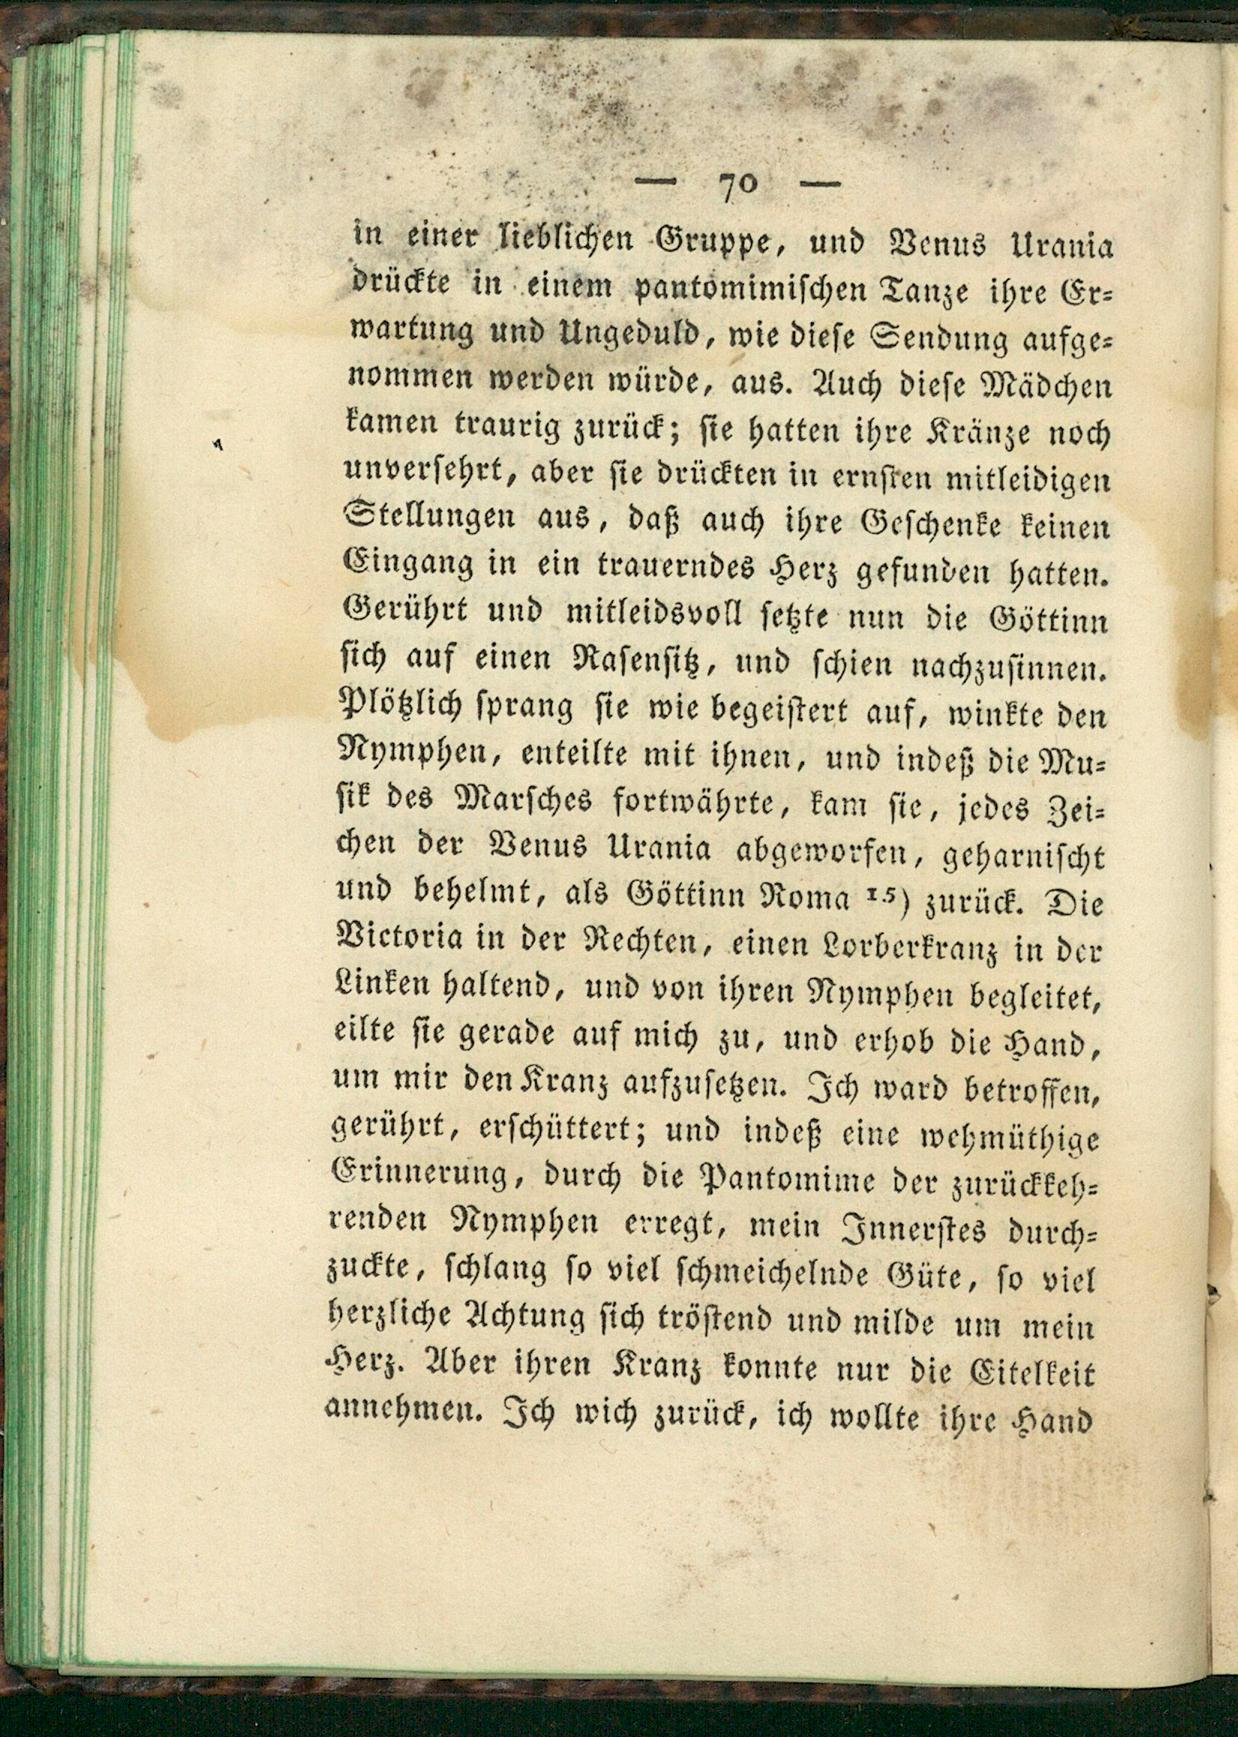 — 70 —
in einer lieblichen Gruppe, und Venus Urania
drückte in einem pantomimischen Tanze ihre Er-
wartung und Ungeduld, wie diese Sendung aufge-
nommen werden würde, aus. Auch diese Mädchen
kamen traurig zurück; sie hatten ihre Kränze noch
unversehrt, aber sie drückten in ernsten mitleidigen
Stellungen aus, daß auch ihre Geschenke keinen
Eingang in ein trauerndes Herz gefunden hatten.
Gerührt und mitleidsvoll setzte nun die Göttinn
sich auf einen Rasensitz, und schien nachzusinnen.
Plötzlich sprang sie wie begeistert auf, winkte den
Nymphen, enteilte mit ihnen, und indeß die Mu-
sik des Marsches fortwährte, kam sie, jedes Zei-
chen der Venus Urania abgeworfen, geharnischt
und behelmt, als Göttinn Roma 15) zurück. Die
Victoria in der Rechten, einen Lorberkranz in der
Linken haltend, und von ihren Nymphen begleitet,
eilte sie gerade auf mich zu, und erhob die Hand,
um mir den Kranz aufzusetzen. Ich ward betroffen,
gerührt, erschüttert; und indeß eine wehmüthige
Erinnerung, durch die Pantomime der zurückkeh-
renden Nymphen erregt, mein Innerstes durch-
zuckte, schlang so viel schmeichelnde Güte, so viel
herzliche Achtung sich tröstend und milde um mein
Herz. Aber ihren Kranz konnte nur die Eitelkeit
annehmen. Ich wich zurück, ich wollte ihre Hand